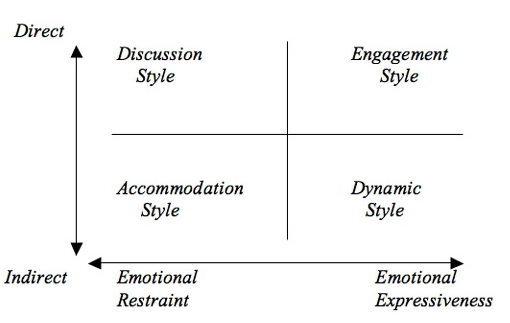 Direct
Discussion
Style
Engagement
Style
Accommodation
Style
Dynamic
Style
Indirect
Emotional
Restraint
Emotional
Expressiveness